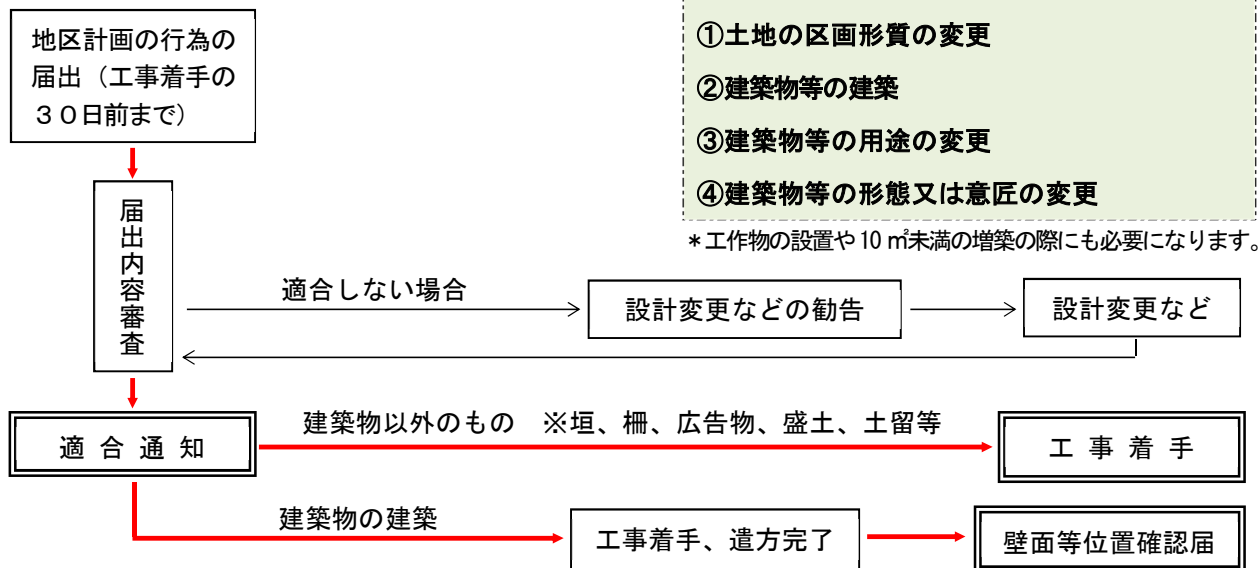 地区計画の行為の
届出（工事着手の
３０日前まで）
①土地の区画形質の変更
②建築物等の建築
③建築物等の用途の変更
④建築物等の形態又は意匠の変更
＊工作物の設置や10㎡未満の増築の際にも必要になります。
届出内容審査
適合しない場合
設計変更などの勧告
設計変更など
適合通知
建築物以外のもの　※垣、柵、広告物、盛土、土留等
工事着手
建築物の建築
工事着手、遣方完了
壁面等位置確認届